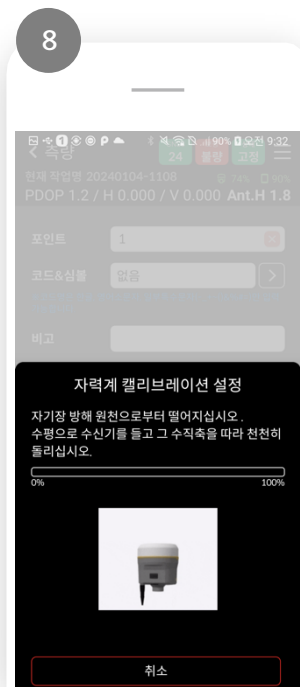 8
90% 오전 9:32
측량
24 불량 고정
현재 작업명 20240104-1108 74% 90%
PDOP 1.2 / H 0.000 / V 0.000 Ant.H 1.8
포인트 1
코드&심볼 없음
비고
자력계 캘리브레이션 설정
자기장 방해 원천으로부터 떨어지십시오 .
수평으로 수신기를 들고 그 수직축을 따라 천천히
돌리십시오.
0% 100%
취소